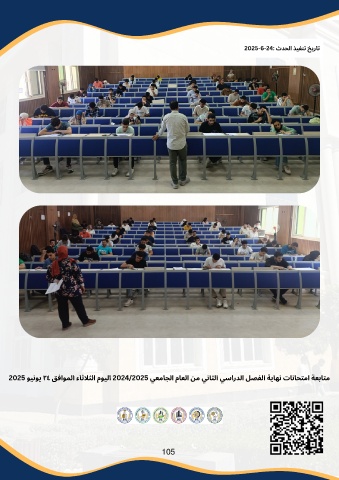 تاريخ تنفيذ الحدث :24-6-2025
متابعة امتحانات نهاية الفصل الدراسي الثاني من العام الجامعي 2024/2025 اليوم الثلاثاء الموافق ٢٤ يونيو 2025
105